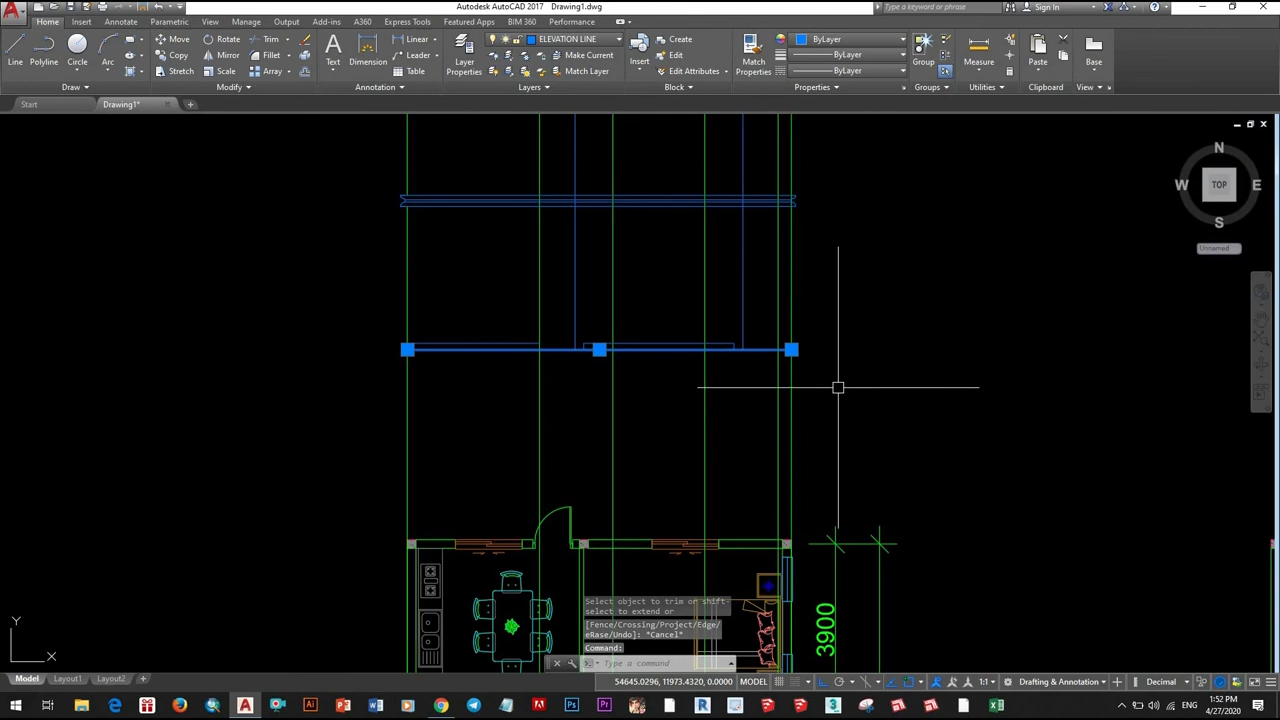 Autodesk AutoCAD 2017 Drawing1.dwg
Type a keyword or phrase
Sign In
Home Insert Annotate Parametric View Manage Output Add-ins A360 Express Tools Featured Apps BIM 360 Performance
Line Polyline Circle Arc
Move Rotate Trim
Copy Mirror Fillet
Stretch Scale Array
Text Dimension
Linear
Leader
Table
Layer Properties
ELEVATION LINE
Make Current
Match Layer
Insert
Create
Edit
Edit Attributes
Match Properties
ByLayer
ByLayer
ByLayer
Group Measure Paste Base
Draw Modify Annotation Layers Block Properties Groups Utilities Clipboard View
Start Drawing1*
N
W TOP E
S
Unnamed
3900
Select object to trim or shift-
select to extend or
[Fence/Crossing/Project/Edge/
eRase/Undo]: *Cancel*
Command:
Type a command
Y
X
Model Layout1 Layout2
54645.0296, 11973.4320, 0.0000 MODEL
1:1
Drafting & Annotation
Decimal
ENG
1:52 PM
4/27/2020